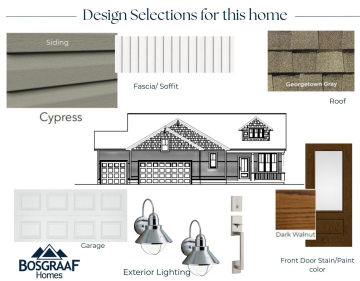 Design Selections for this home
Siding
Fascia/ Soffit
Georgetown Grey
Roof
Cypress
Dark Walnut
Garage
Exterior Lighting
Front Door Stain/Paint
color
BOSGRAAF
Homes